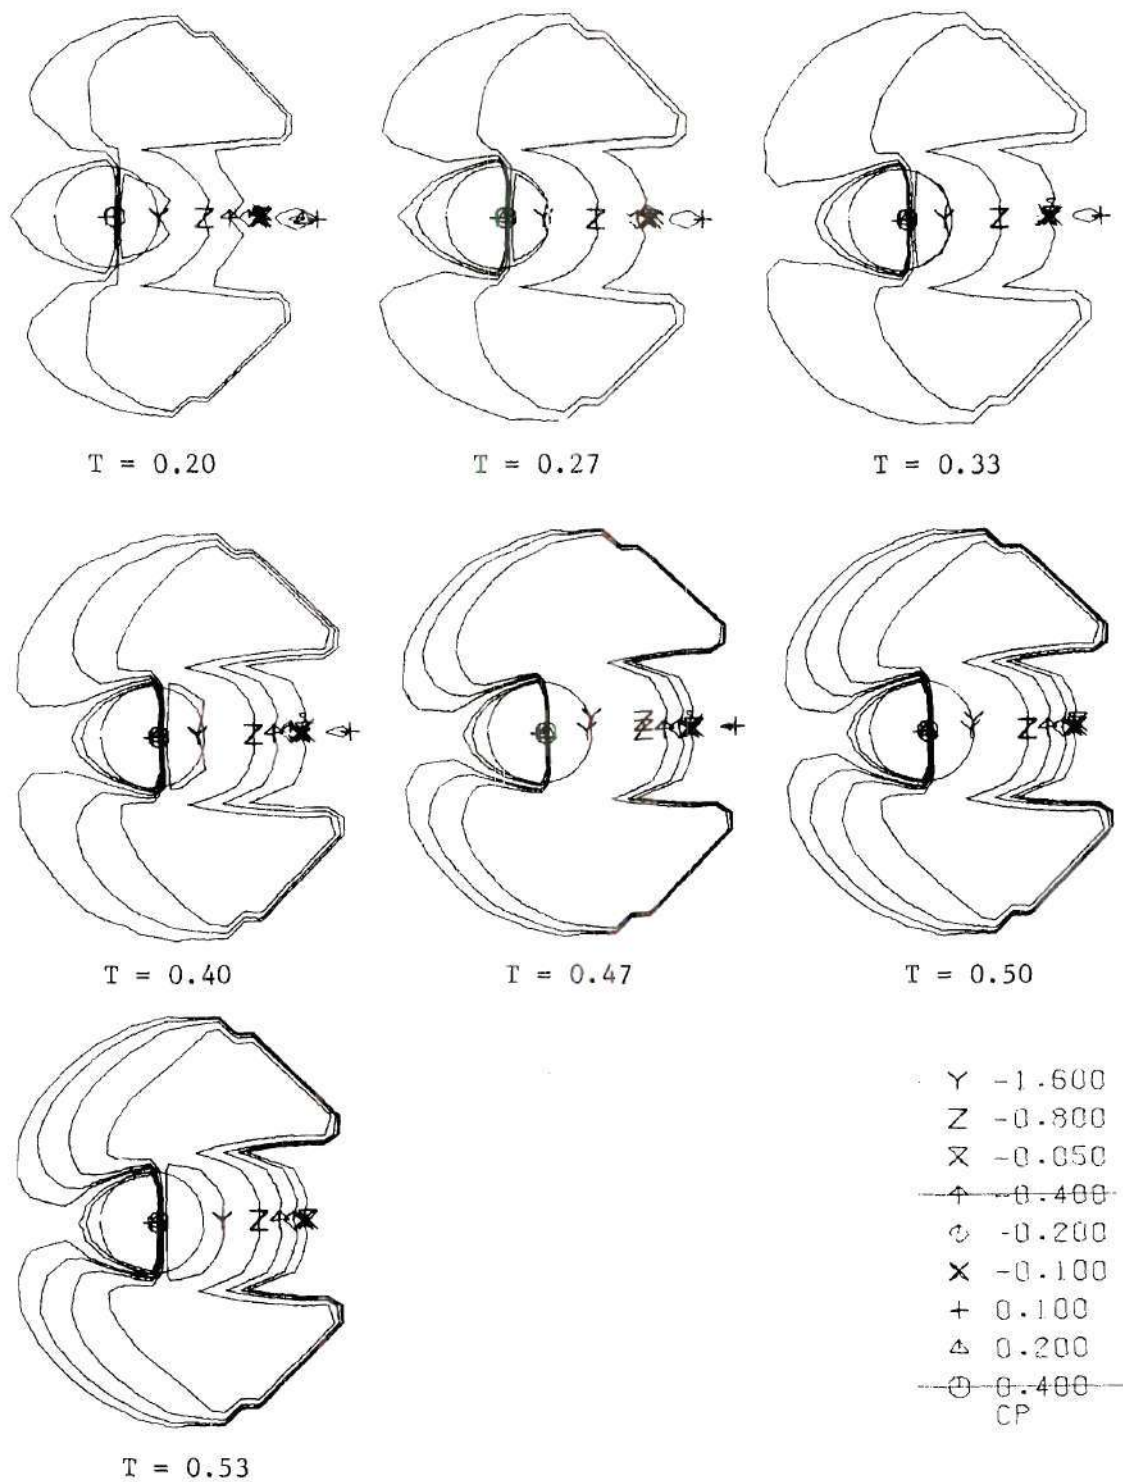 T = 0.20
T = 0.27
T = 0.33
T = 0.40
T = 0.47
T = 0.50
T = 0.53
Y -1.600
Z -0.800
-0.050
-0.400
-0.200
X -0.100
+ 0.100
0.200
0.400
CP